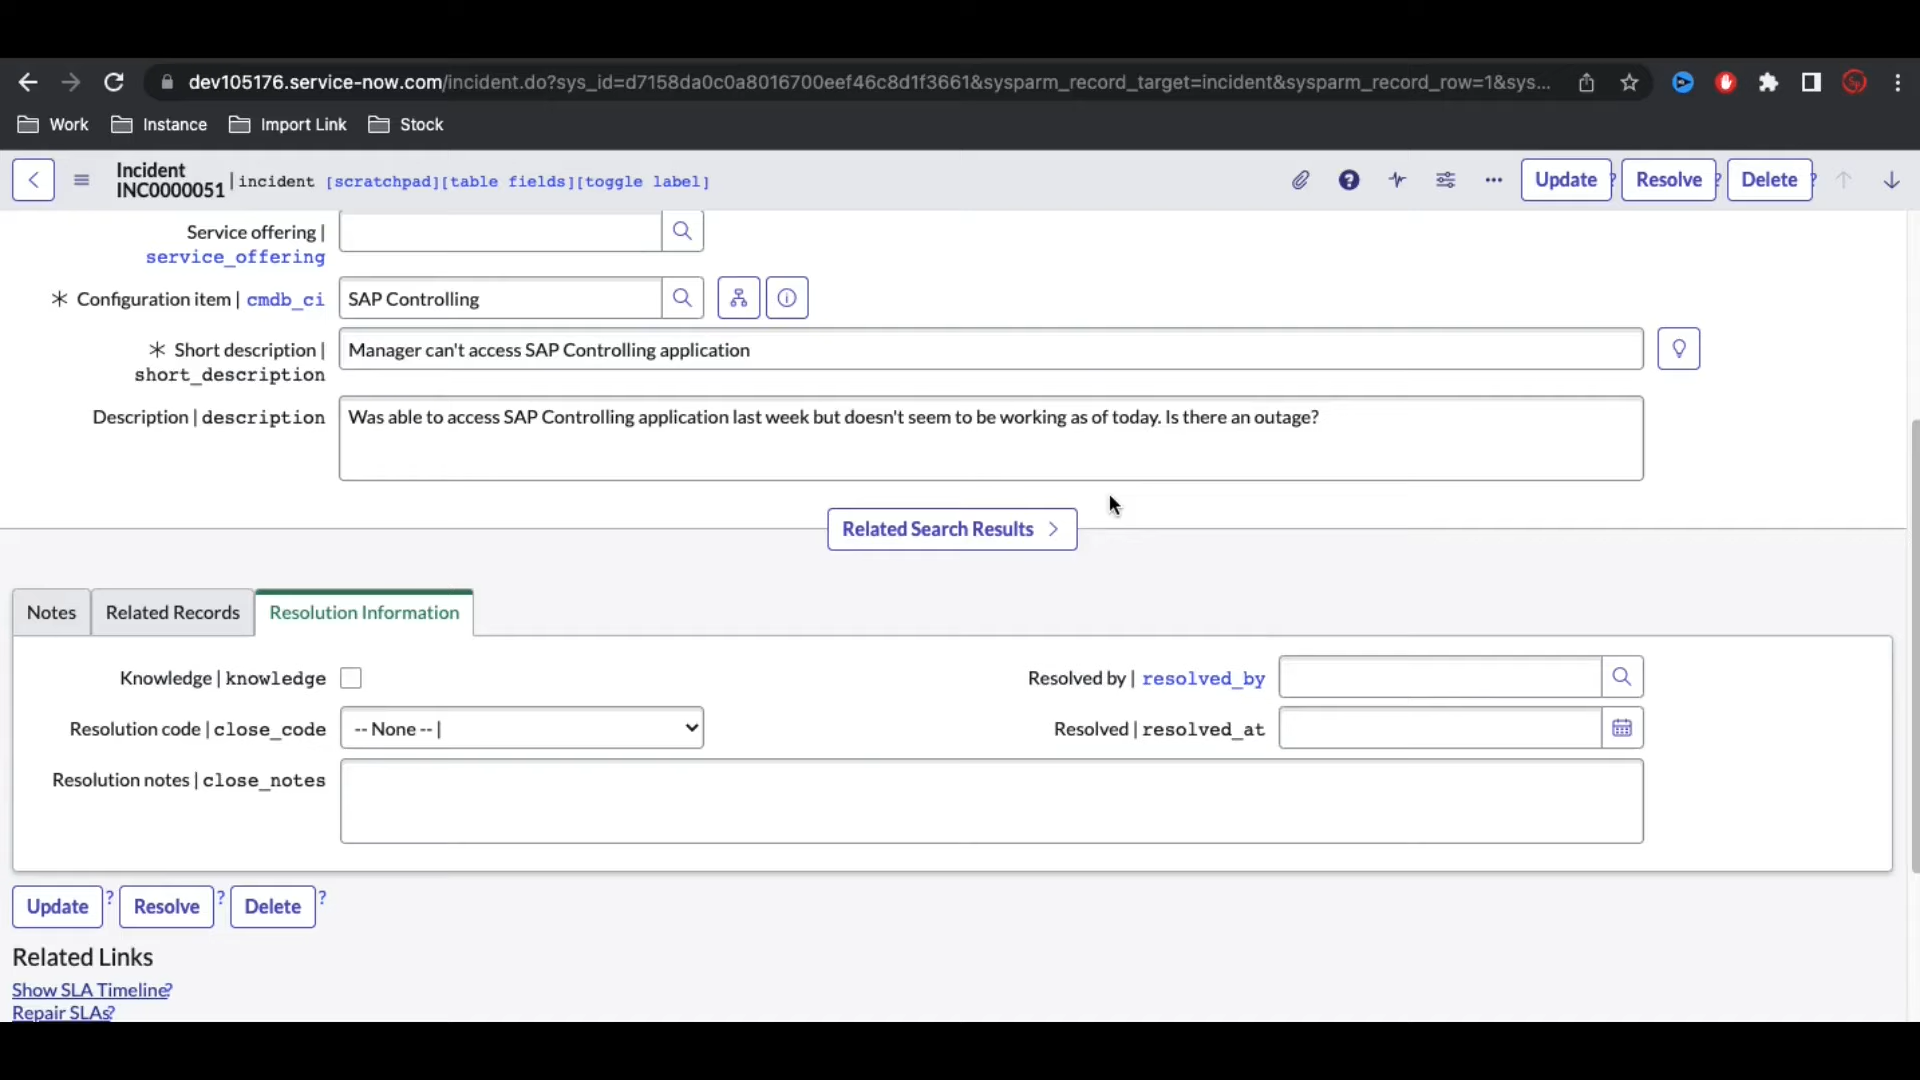 dev105176.service-now.com/incident.do?sys_id=d7158da0c0a8016700eef46c8d1f3661&sysparm_record_target=incident&sysparm_record_row=1&sys...
Work Instance Import Link Stock
Incident
INC0000051 | incident [scratchpad][table fields][toggle label] Update ? Resolve ? Delete ?
Service offering |
service_offering
* Configuration item | cmdb_ci SAP Controlling
* Short description | Manager can't access SAP Controlling application
short_description
Description | description Was able to access SAP Controlling application last week but doesn't seem to be working as of today. Is there an outage?
Related Search Results >
Notes Related Records Resolution Information
Knowledge | knowledge Resolved by | resolved_by
Resolution code | close_code -- None -- | Resolved | resolved_at
Resolution notes | close_notes
Update ? Resolve ? Delete ?
Related Links
Show SLA Timeline?
Repair SLAs?